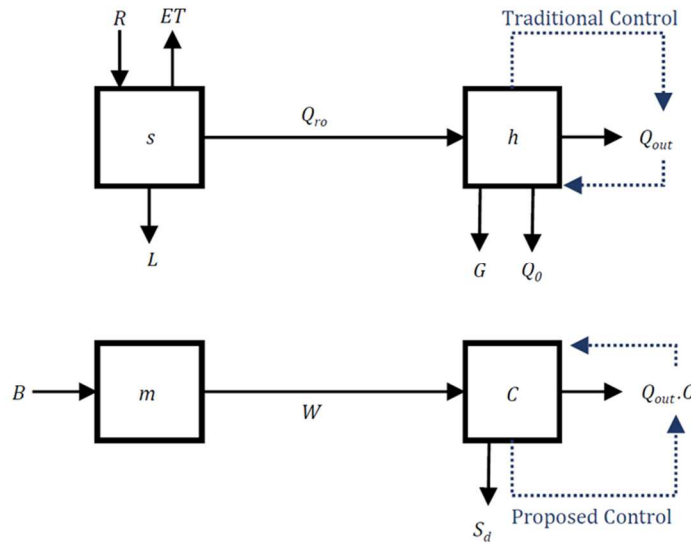 R
ET
Traditional Control
s
Q_ro
h
Q_out
L
G
Q_0
B
m
W
C
Q_out.C
S_d
Proposed Control